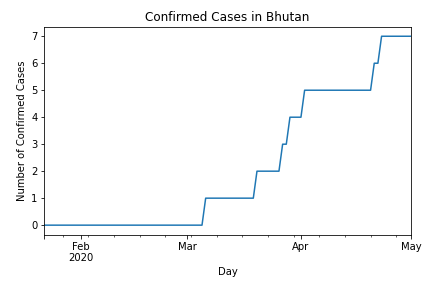 Confirmed Cases in Bhutan
Number of Confirmed Cases
7
6
5
4
3
2
1
0
Feb Mar Apr May
2020
Day